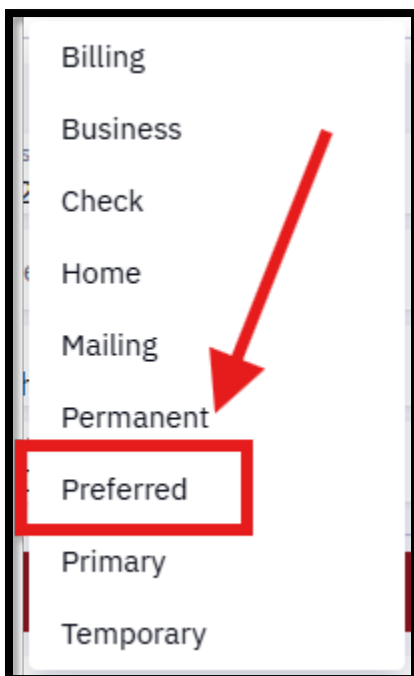 Billing
Business
Check
Home
Mailing
Permanent
Preferred
Primary
Temporary